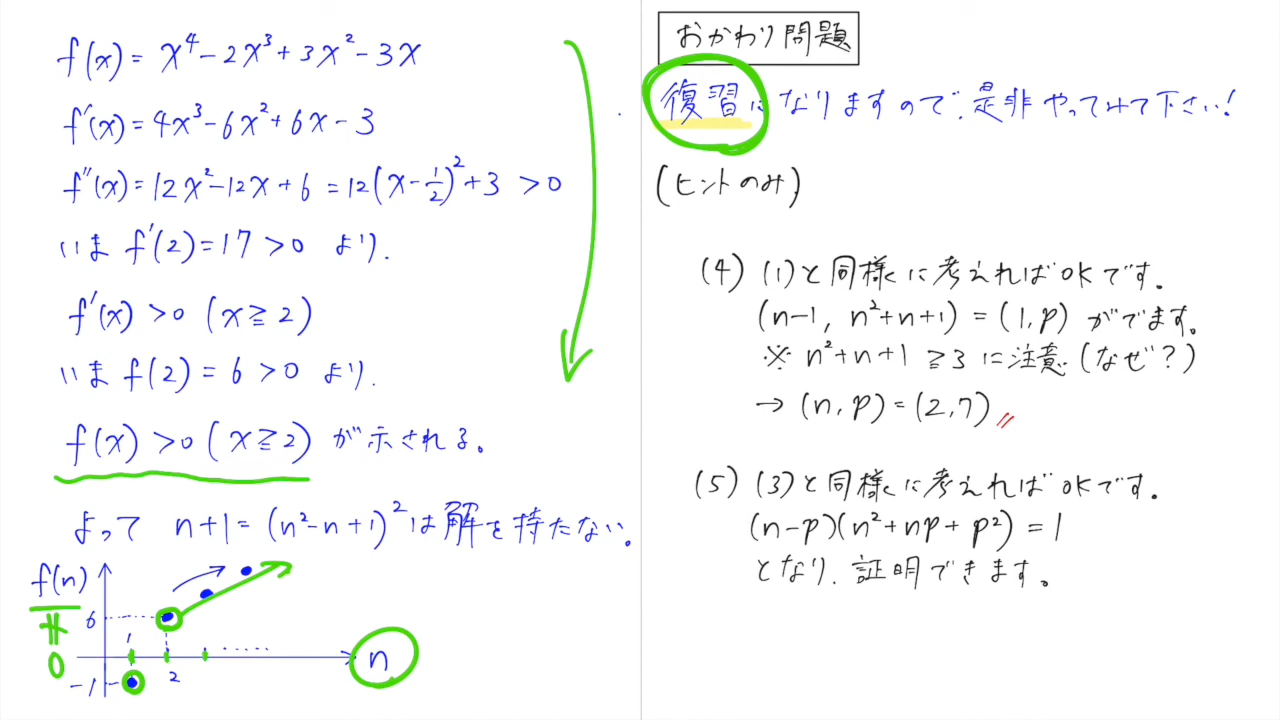 f(x) = x⁴-2x³+3x²-3x
f'(x) = 4x³-6x²+6x-3
f''(x) = 12x²-12x+6 = 12(x-1/2)²+3 >0
いま f'(2)=17>0 より.
f'(x) >0 (x≧2)
いま f(2) = 6>0 より.
f(x) >0 (x≧2) が示される。
よって n+1=(n²-n+1)²は解を持たない。
f(n)
≠
0
6
1
2
-1
......
n
おかわり問題
復習になりますので、是非やってみて下さい!
(ヒントのみ)
(4) (1)と同様に考えればOKです。
(n-1, n²+n+1) = (1,p) がでます。
※ n²+n+1 ≧3 に注意.(なぜ?)
→ (n,p)=(2,7)〃
(5) (3)と同様に考えればOKです。
(n-p)(n²+np+p²)=1
となり、証明できます。